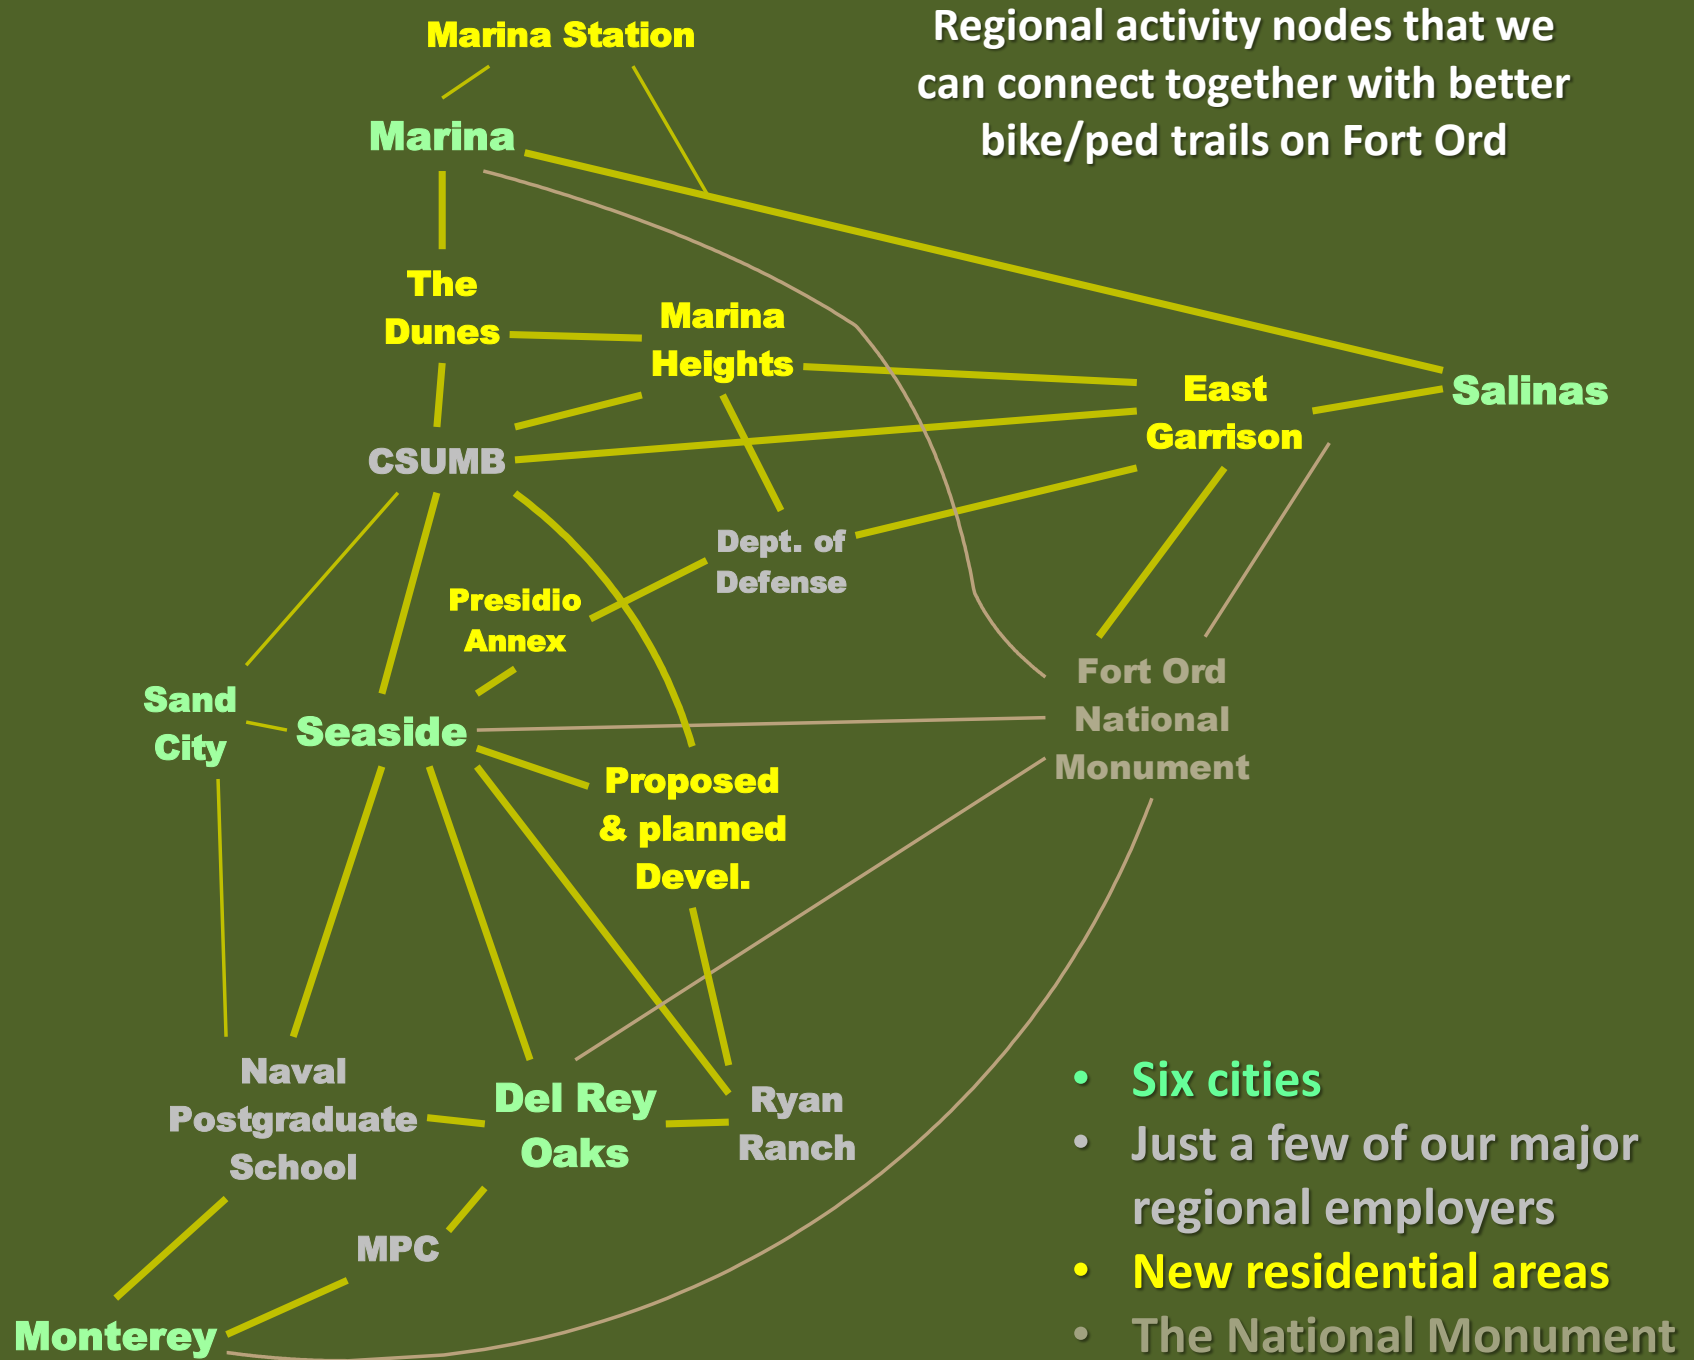 Regional activity nodes that we
can connect together with better
bike/ped trails on Fort Ord
Marina Station
Marina
The
Dunes
Marina
Heights
East
Garrison
Salinas
CSUMB
Dept. of
Defense
Presidio
Annex
Sand
City
Seaside
Fort Ord
National
Monument
Proposed
& planned
Devel.
Naval
Postgraduate
School
Del Rey
Oaks
Ryan
Ranch
MPC
Monterey
• Six cities
• Just a few of our major
regional employers
• New residential areas
• The National Monument